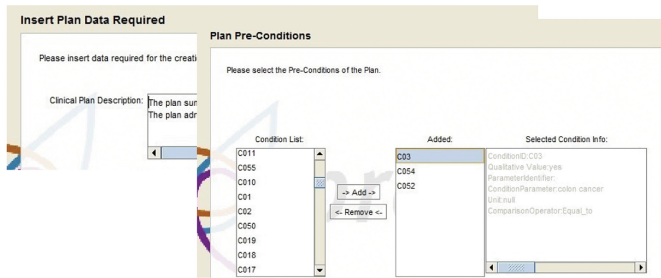 Insert Plan Data Required
Please insert data required for the creati
Clinical Plan Description:
The plan sum
The plan adm
Plan Pre-Conditions
Please select the Pre-Conditions of the Plan.
Condition List:
C011
C055
C010
C01
C02
C050
C019
C018
C017
-> Add ->
<- Remove <-
Added:
C03
C054
C052
Selected Condition Info:
ConditionID:C03
Qualitative Value:yes
ParameterIdentifier:
ConditionParameter:colon cancer
Unit:null
ComparisonOperator:Equal_to